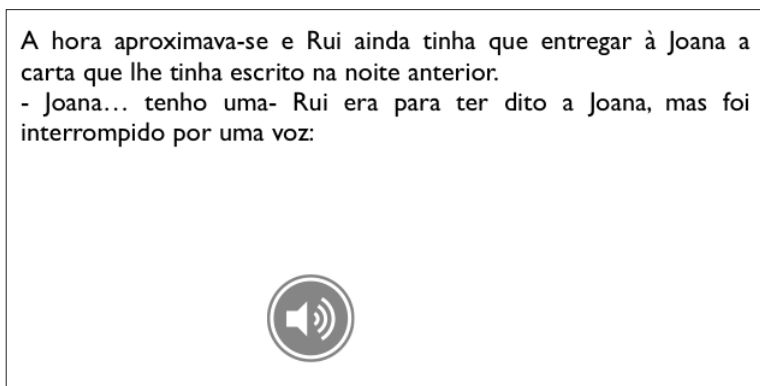 A hora aproximava-se e Rui ainda tinha que entregar à Joana a
carta que lhe tinha escrito na noite anterior.
- Joana... tenho uma- Rui era para ter dito a Joana, mas foi
interrompido por uma voz: